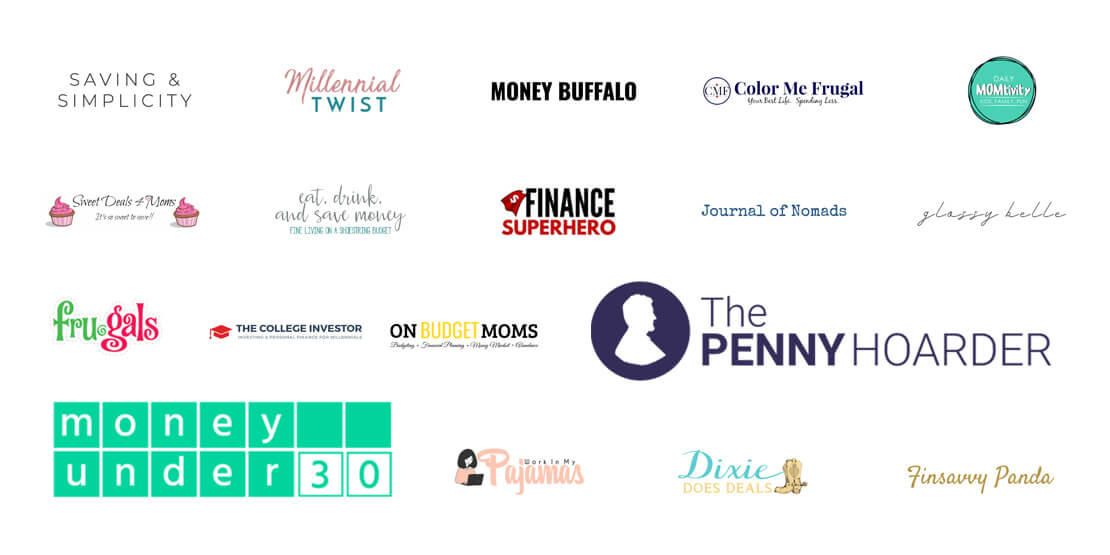 SAVING &
SIMPLICITY
Millennial
TWIST
MONEY BUFFALO
CMF Color Me Frugal
Your Best Life. Spending Less.
DAILY
MOMtivity
KIDS, FAMILY, FUN
Sweet Deals 4 Moms
It's so sweet to save!!
eat, drink,
and save money
FINE LIVING ON A SHOESTRING BUDGET
$ FINANCE
SUPERHERO
Journal of Nomads
glossy belle
frugals
THE COLLEGE INVESTOR
INVESTING & PERSONAL FINANCE FOR MILLENNIALS
ON BUDGET MOMS
Budgeting • Financial Planning • Money Market •
The
PENNY HOARDER
money
under 30
Work In My
Pajamas
Dixie
DOES DEALS
Finsavvy Panda